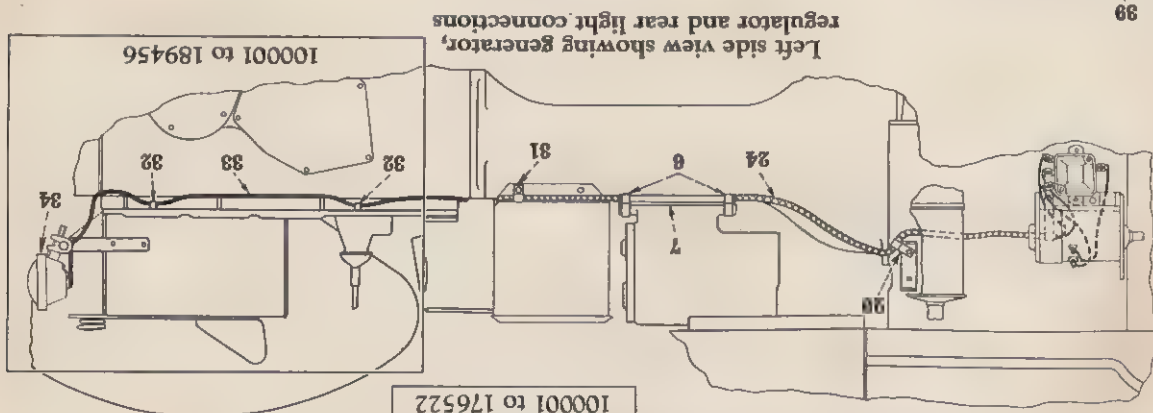 100001 to 176522
20
7
34
24
6
31
32
33
32
100001 to 189456
Left side view showing generator,
regulator and rear light connections
39